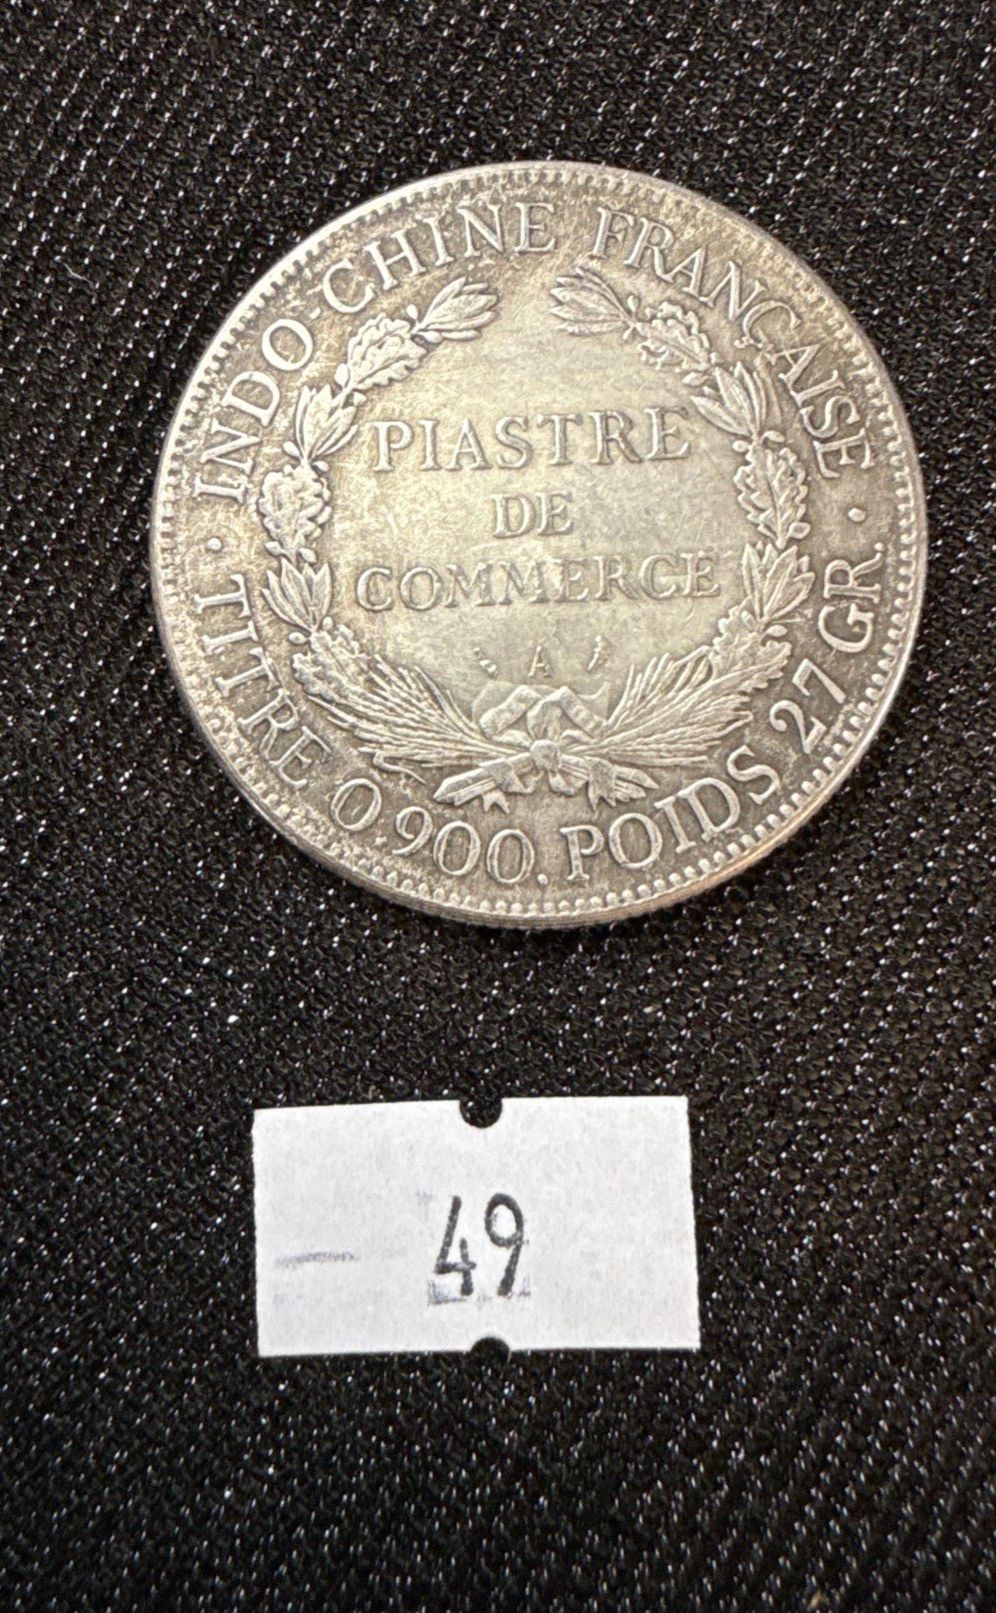 INDO-CHINE FRANÇAISE
PIASTRE
DE
COMMERCE
A
· TITRE 0,900. POIDS 27 GR. ·
49